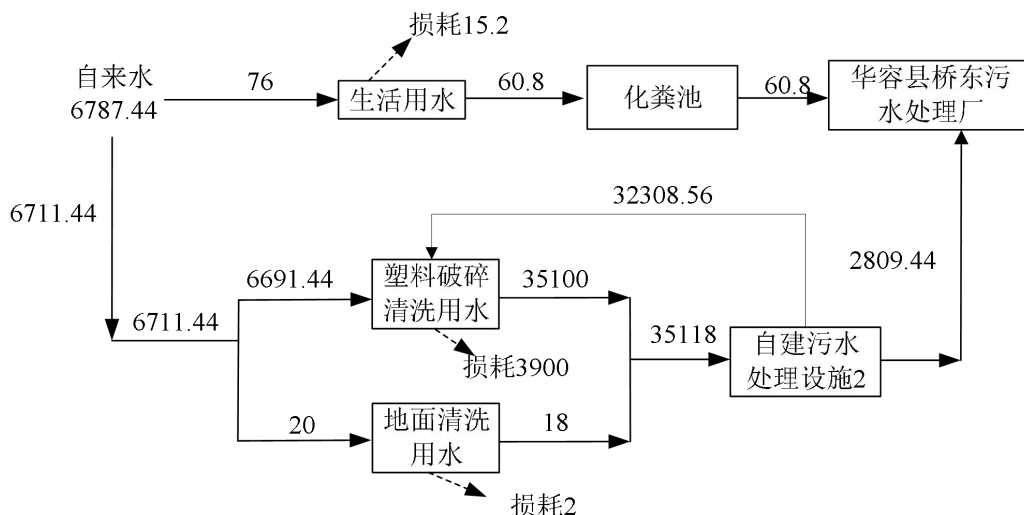 损耗15.2
自来水
6787.44
76
生活用水
60.8
化粪池
60.8
华容县桥东污
水处理厂
6711.44
32308.56
2809.44
6711.44
6691.44
塑料破碎
清洗用水
35100
损耗3900
35118
自建污水
处理设施2
20
地面清洗
用水
18
损耗2